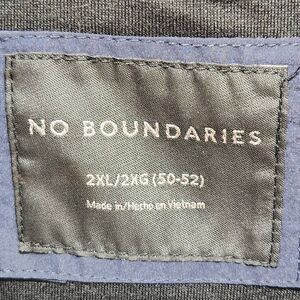 NO BOUNDARIES
2XL/2XG (50-52)
Made in/Hecho en Vietnam